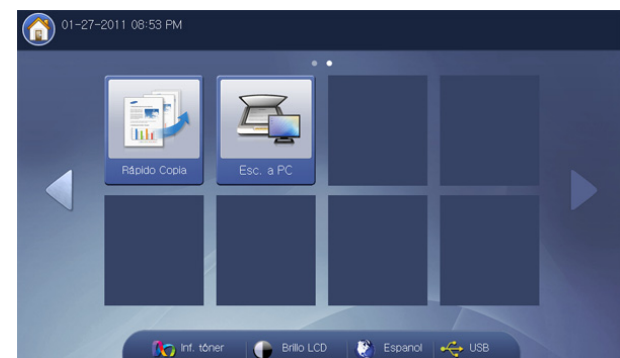 01-27-2011 08:53 PM
Rápido Copia
Esc. a PC
Inf. tóner
Brillo LCD
Espanol
USB